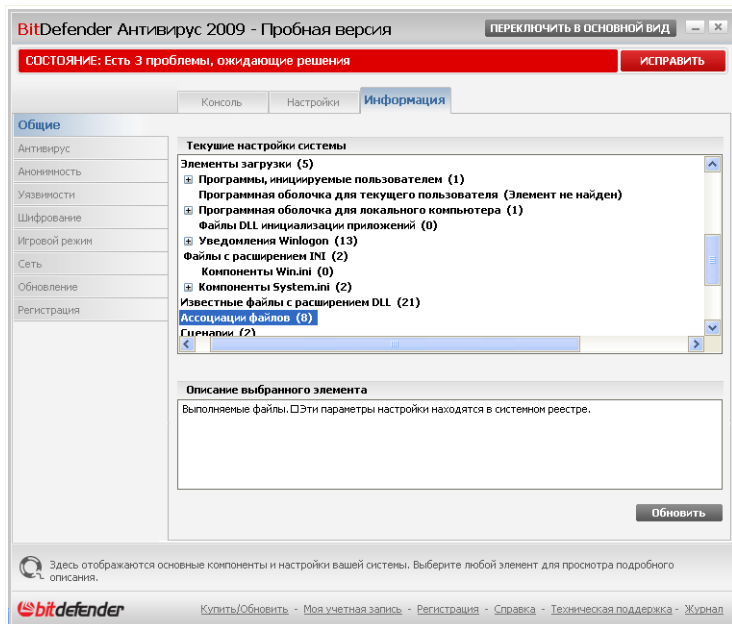 BitDefender Антивирус 2009 - Пробная версия
ПЕРЕКЛЮЧИТЬ В ОСНОВНОЙ ВИД
СОСТОЯНИЕ: Есть 3 проблемы, ожидающие решения
ИСПРАВИТЬ
Консоль
Настройки
Информация
Общие
Антивирус
Анонимность
Уязвимости
Шифрование
Игровой режим
Сеть
Обновление
Регистрация
Текушие настройки системы
Элементы загрузки (5)
Программы, инициируемые пользователем (1)
Программная оболочка для текущего пользователя (Элемент не найден)
Программная оболочка для локального компьютера (1)
Файлы DLL инициализации приложений (0)
Уведомления Winlogon (13)
Файлы с расширением INI (2)
Компоненты Win.ini (0)
Компоненты System.ini (2)
Известные файлы с расширением DLL (21)
Ассоциации файлов (8)
Сценарии (2)
Описание выбранного элемента
Выполняемые файлы.□Эти параметры настройки находятся в системном реестре.
Обновить
Здесь отображаются основные компоненты и настройки вашей системы. Выберите любой элемент для просмотра подробного
описания.
bitdefender
Купить/Обновить - Моя учетная запись - Регистрация - Справка - Техническая поддержка - Журнал